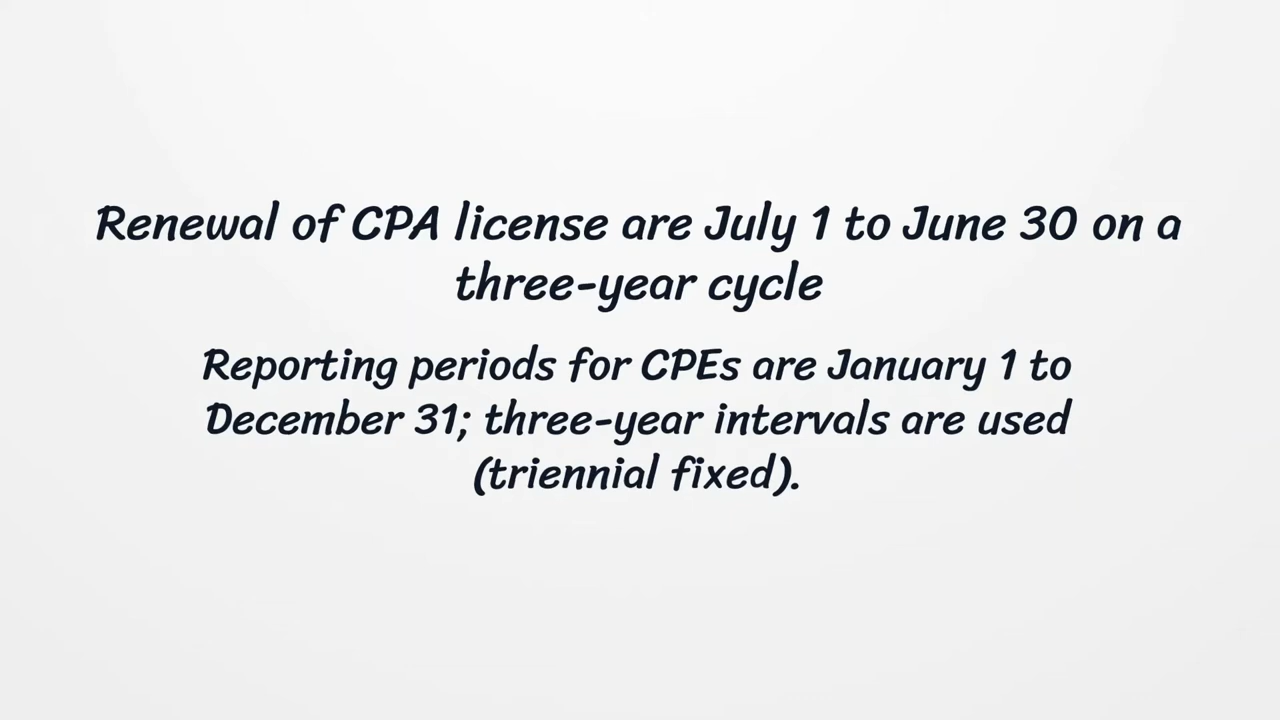 Renewal of CPA license are July 1 to June 30 on a
three-year cycle
Reporting periods for CPEs are January 1 to
December 31; three-year intervals are used
(triennial fixed).